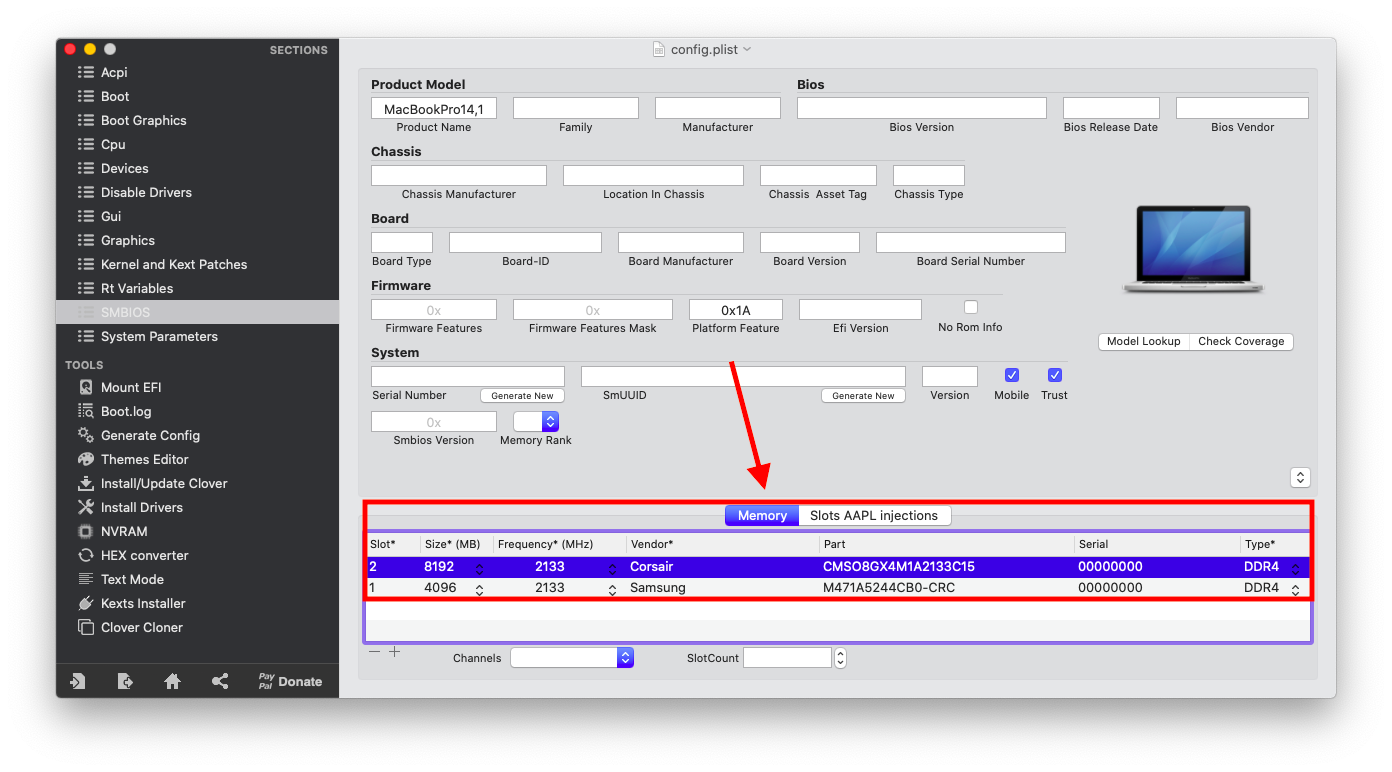 SECTIONS
Acpi
Boot
Boot Graphics
Cpu
Devices
Disable Drivers
Gui
Graphics
Kernel and Kext Patches
Rt Variables
SMBIOS
System Parameters
TOOLS
Mount EFI
Boot.log
Generate Config
Themes Editor
Install/Update Clover
Install Drivers
NVRAM
HEX converter
Text Mode
Kexts Installer
Clover Cloner
Pay
Pal Donate
config.plist
Product Model Bios
MacBookPro14,1
Product Name Family Manufacturer Bios Version Bios Release Date Bios Vendor
Chassis
Chassis Manufacturer Location In Chassis Chassis Asset Tag Chassis Type
Board
Board Type Board-ID Board Manufacturer Board Version Board Serial Number
Firmware
0x 0x 0x1A
Firmware Features Firmware Features Mask Platform Feature Efi Version No Rom Info
Model Lookup Check Coverage
System
Serial Number Generate New SmUUID Generate New Version Mobile Trust
0x
Smbios Version Memory Rank
Memory Slots AAPL injections
Slot* Size* (MB) Frequency* (MHz) Vendor* Part Serial Type*
2 8192 2133 Corsair CMSO8GX4M1A2133C15 00000000 DDR4
1 4096 2133 Samsung M471A5244CB0-CRC 00000000 DDR4
Channels SlotCount